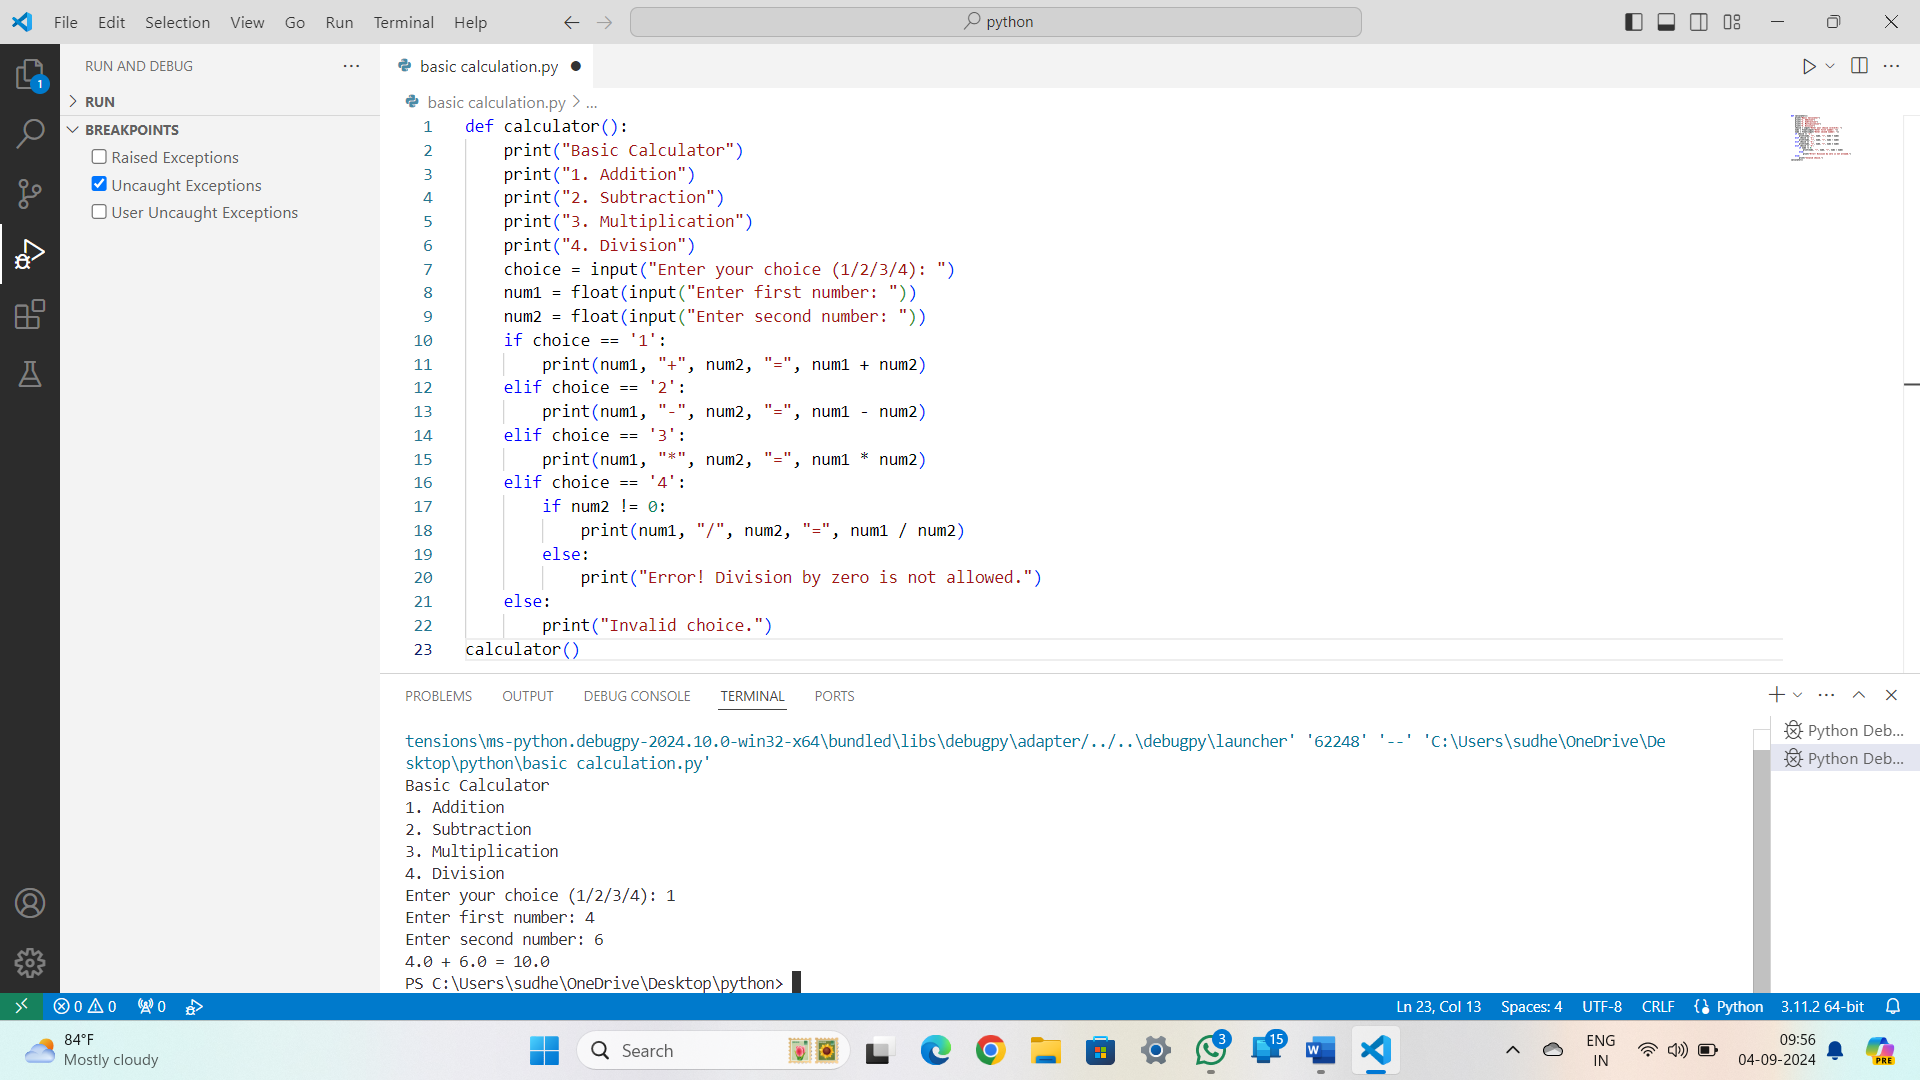 File Edit Selection View Go Run Terminal Help
python
RUN AND DEBUG
RUN
BREAKPOINTS
Raised Exceptions
Uncaught Exceptions
User Uncaught Exceptions
1
basic calculation.py
basic calculation.py > ...
1 def calculator():
2     print("Basic Calculator")
3     print("1. Addition")
4     print("2. Subtraction")
5     print("3. Multiplication")
6     print("4. Division")
7     choice = input("Enter your choice (1/2/3/4): ")
8     num1 = float(input("Enter first number: "))
9     num2 = float(input("Enter second number: "))
10     if choice == '1':
11         print(num1, "+", num2, "=", num1 + num2)
12     elif choice == '2':
13         print(num1, "-", num2, "=", num1 - num2)
14     elif choice == '3':
15         print(num1, "*", num2, "=", num1 * num2)
16     elif choice == '4':
17         if num2 != 0:
18             print(num1, "/", num2, "=", num1 / num2)
19         else:
20             print("Error! Division by zero is not allowed.")
21     else:
22         print("Invalid choice.")
23 calculator()
PROBLEMS OUTPUT DEBUG CONSOLE TERMINAL PORTS
tensions\ms-python.debugpy-2024.10.0-win32-x64\bundled\libs\debugpy\adapter/../..\debugpy\launcher' '62248' '--' 'C:\Users\sudhe\OneDrive\De
sktop\python\basic calculation.py'
Basic Calculator
1. Addition
2. Subtraction
3. Multiplication
4. Division
Enter your choice (1/2/3/4): 1
Enter first number: 4
Enter second number: 6
4.0 + 6.0 = 10.0
PS C:\Users\sudhe\OneDrive\Desktop\python>
Python Deb...
Python Deb...
0 0 0
Ln 23, Col 13 Spaces: 4 UTF-8 CRLF Python 3.11.2 64-bit
84°F
Mostly cloudy
Search
3
15
W
ENG
IN
09:56
04-09-2024
PRE